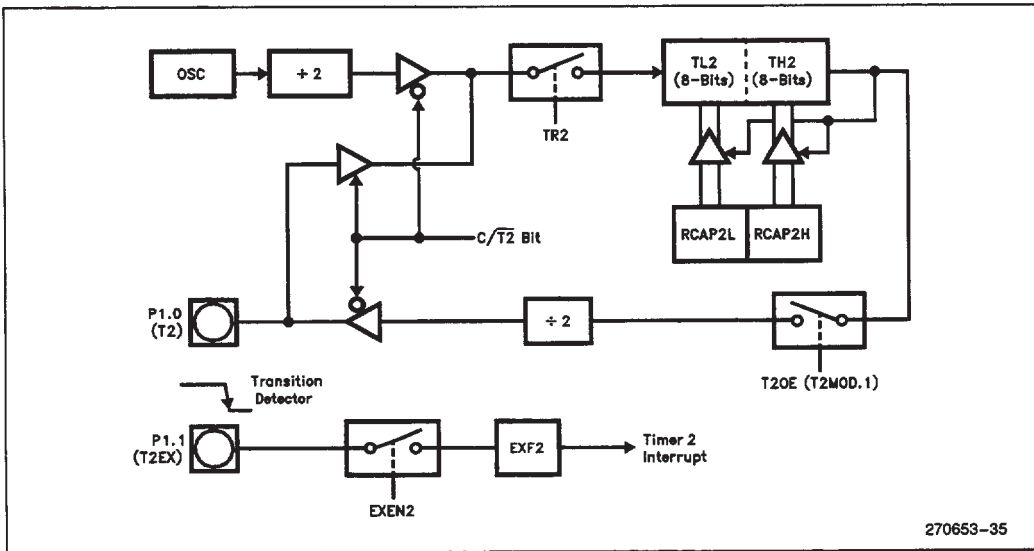 OSC
÷ 2
TR2
TL2
(8-Bits)
TH2
(8-Bits)
RCAP2L
RCAP2H
C/T̅2̅ Bit
P1.0
(T2)
÷ 2
T2OE (T2MOD.1)
Transition
Detector
P1.1
(T2EX)
EXEN2
EXF2
Timer 2
Interrupt
270653-35